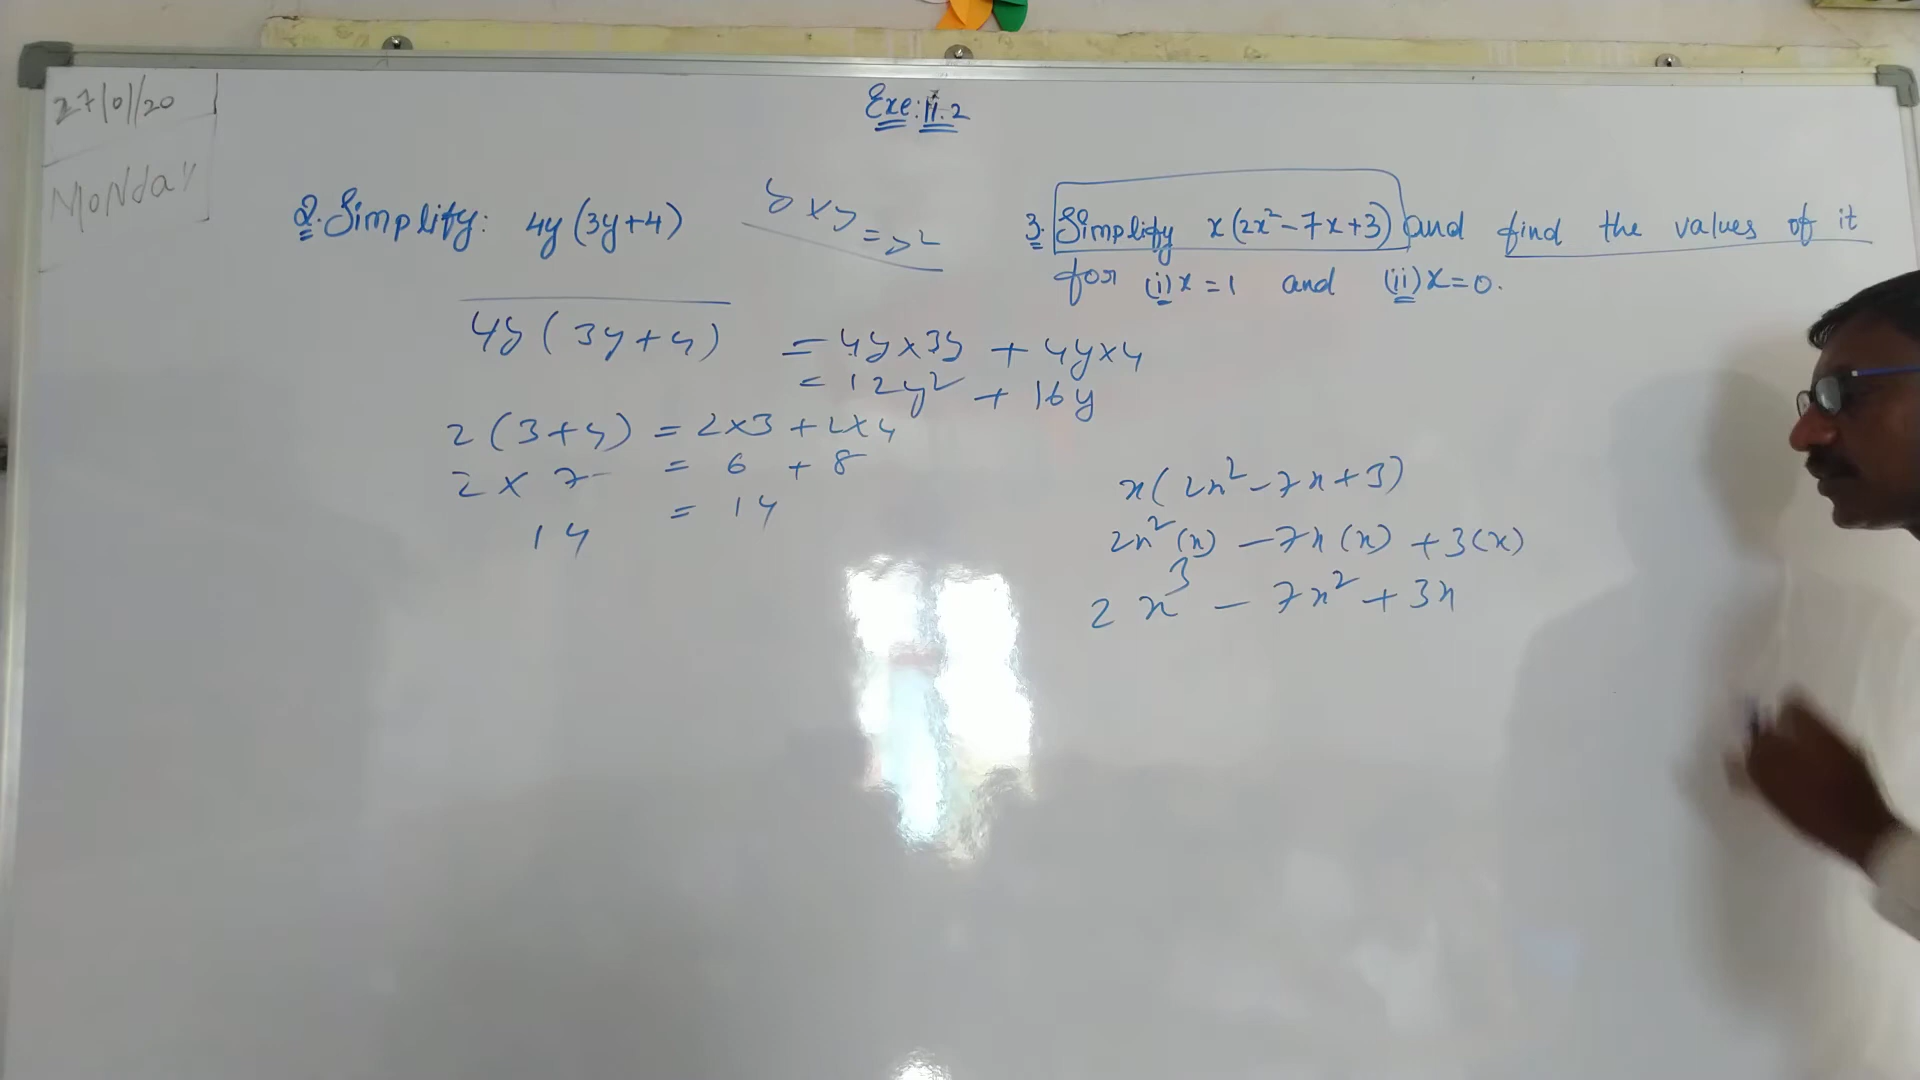 27/01/20
Monday
Exe: 11.2
2. Simplify: 4y(3y+4)
y×y = y²
4y(3y+4) = 4y×3y + 4y×4
= 12y² + 16y
2(3+4) = 2×3 + 2×4
2 × 7 = 6 + 8
14 = 14
3. Simplify x(2x²-7x+3) and find the values of it
for (i) x=1 and (ii) x=0.
x(2x²-7x+3)
2x²(x) - 7x(x) + 3(x)
2x³ - 7x² + 3x